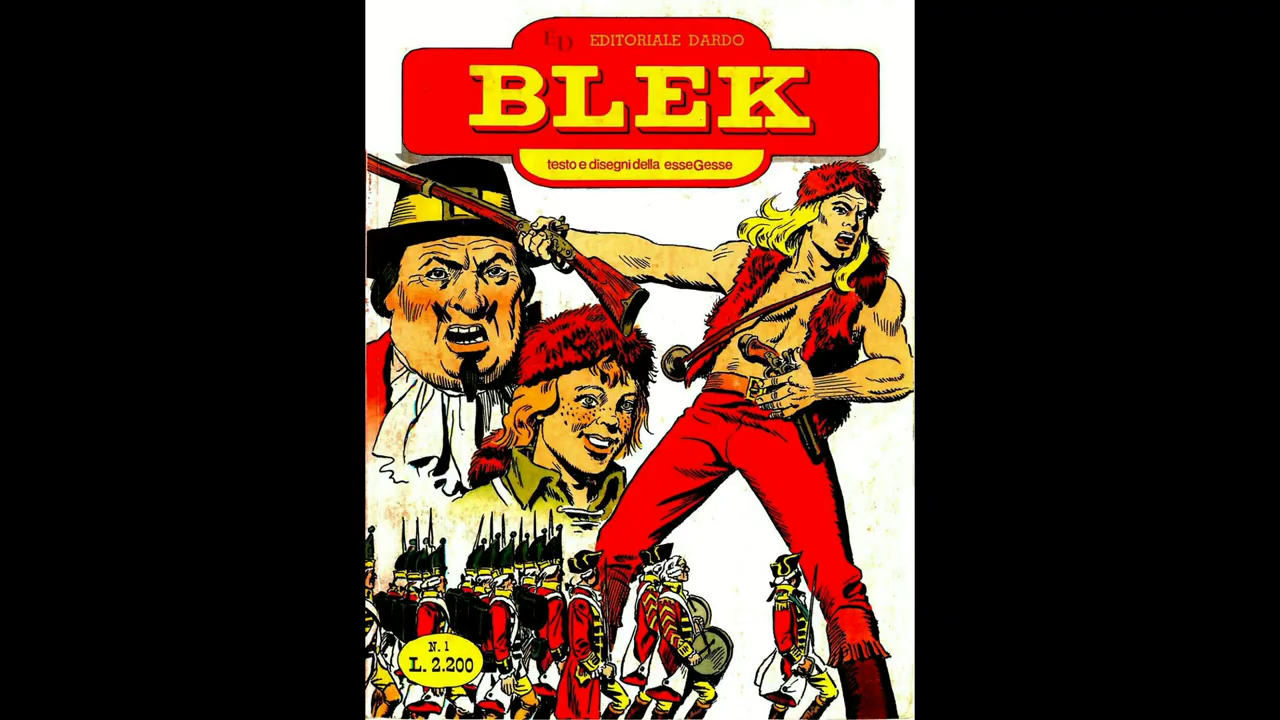 ED EDITORIALE DARDO
BLEK
testo e disegni della esseGesse
N. 1
L. 2.200